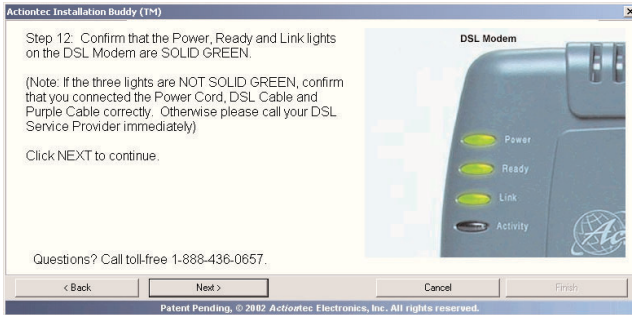 Actiontec Installation Buddy (TM)
Step 12: Confirm that the Power, Ready and Link lights
on the DSL Modem are SOLID GREEN.
(Note: If the three lights are NOT SOLID GREEN, confirm
that you connected the Power Cord, DSL Cable and
Purple Cable correctly. Otherwise please call your DSL
Service Provider immediately)
Click NEXT to continue.
Questions? Call toll-free 1-888-436-0657.
DSL Modem
Power
Ready
Link
Activity
Ac
< Back
Next >
Cancel
Finish
Patent Pending, © 2002 Actiontec Electronics, Inc. All rights reserved.